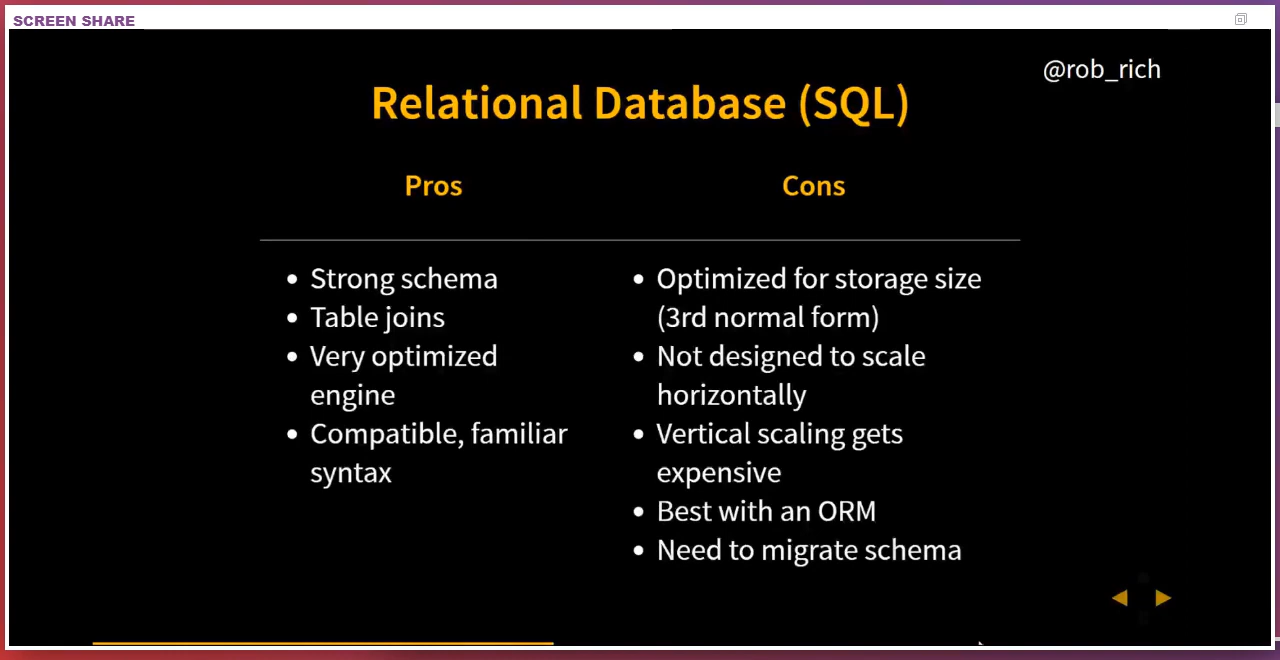 SCREEN SHARE
@rob_rich
Relational Database (SQL)
Pros
Cons
• Strong schema
• Table joins
• Very optimized
engine
• Compatible, familiar
syntax
• Optimized for storage size
(3rd normal form)
• Not designed to scale
horizontally
• Vertical scaling gets
expensive
• Best with an ORM
• Need to migrate schema